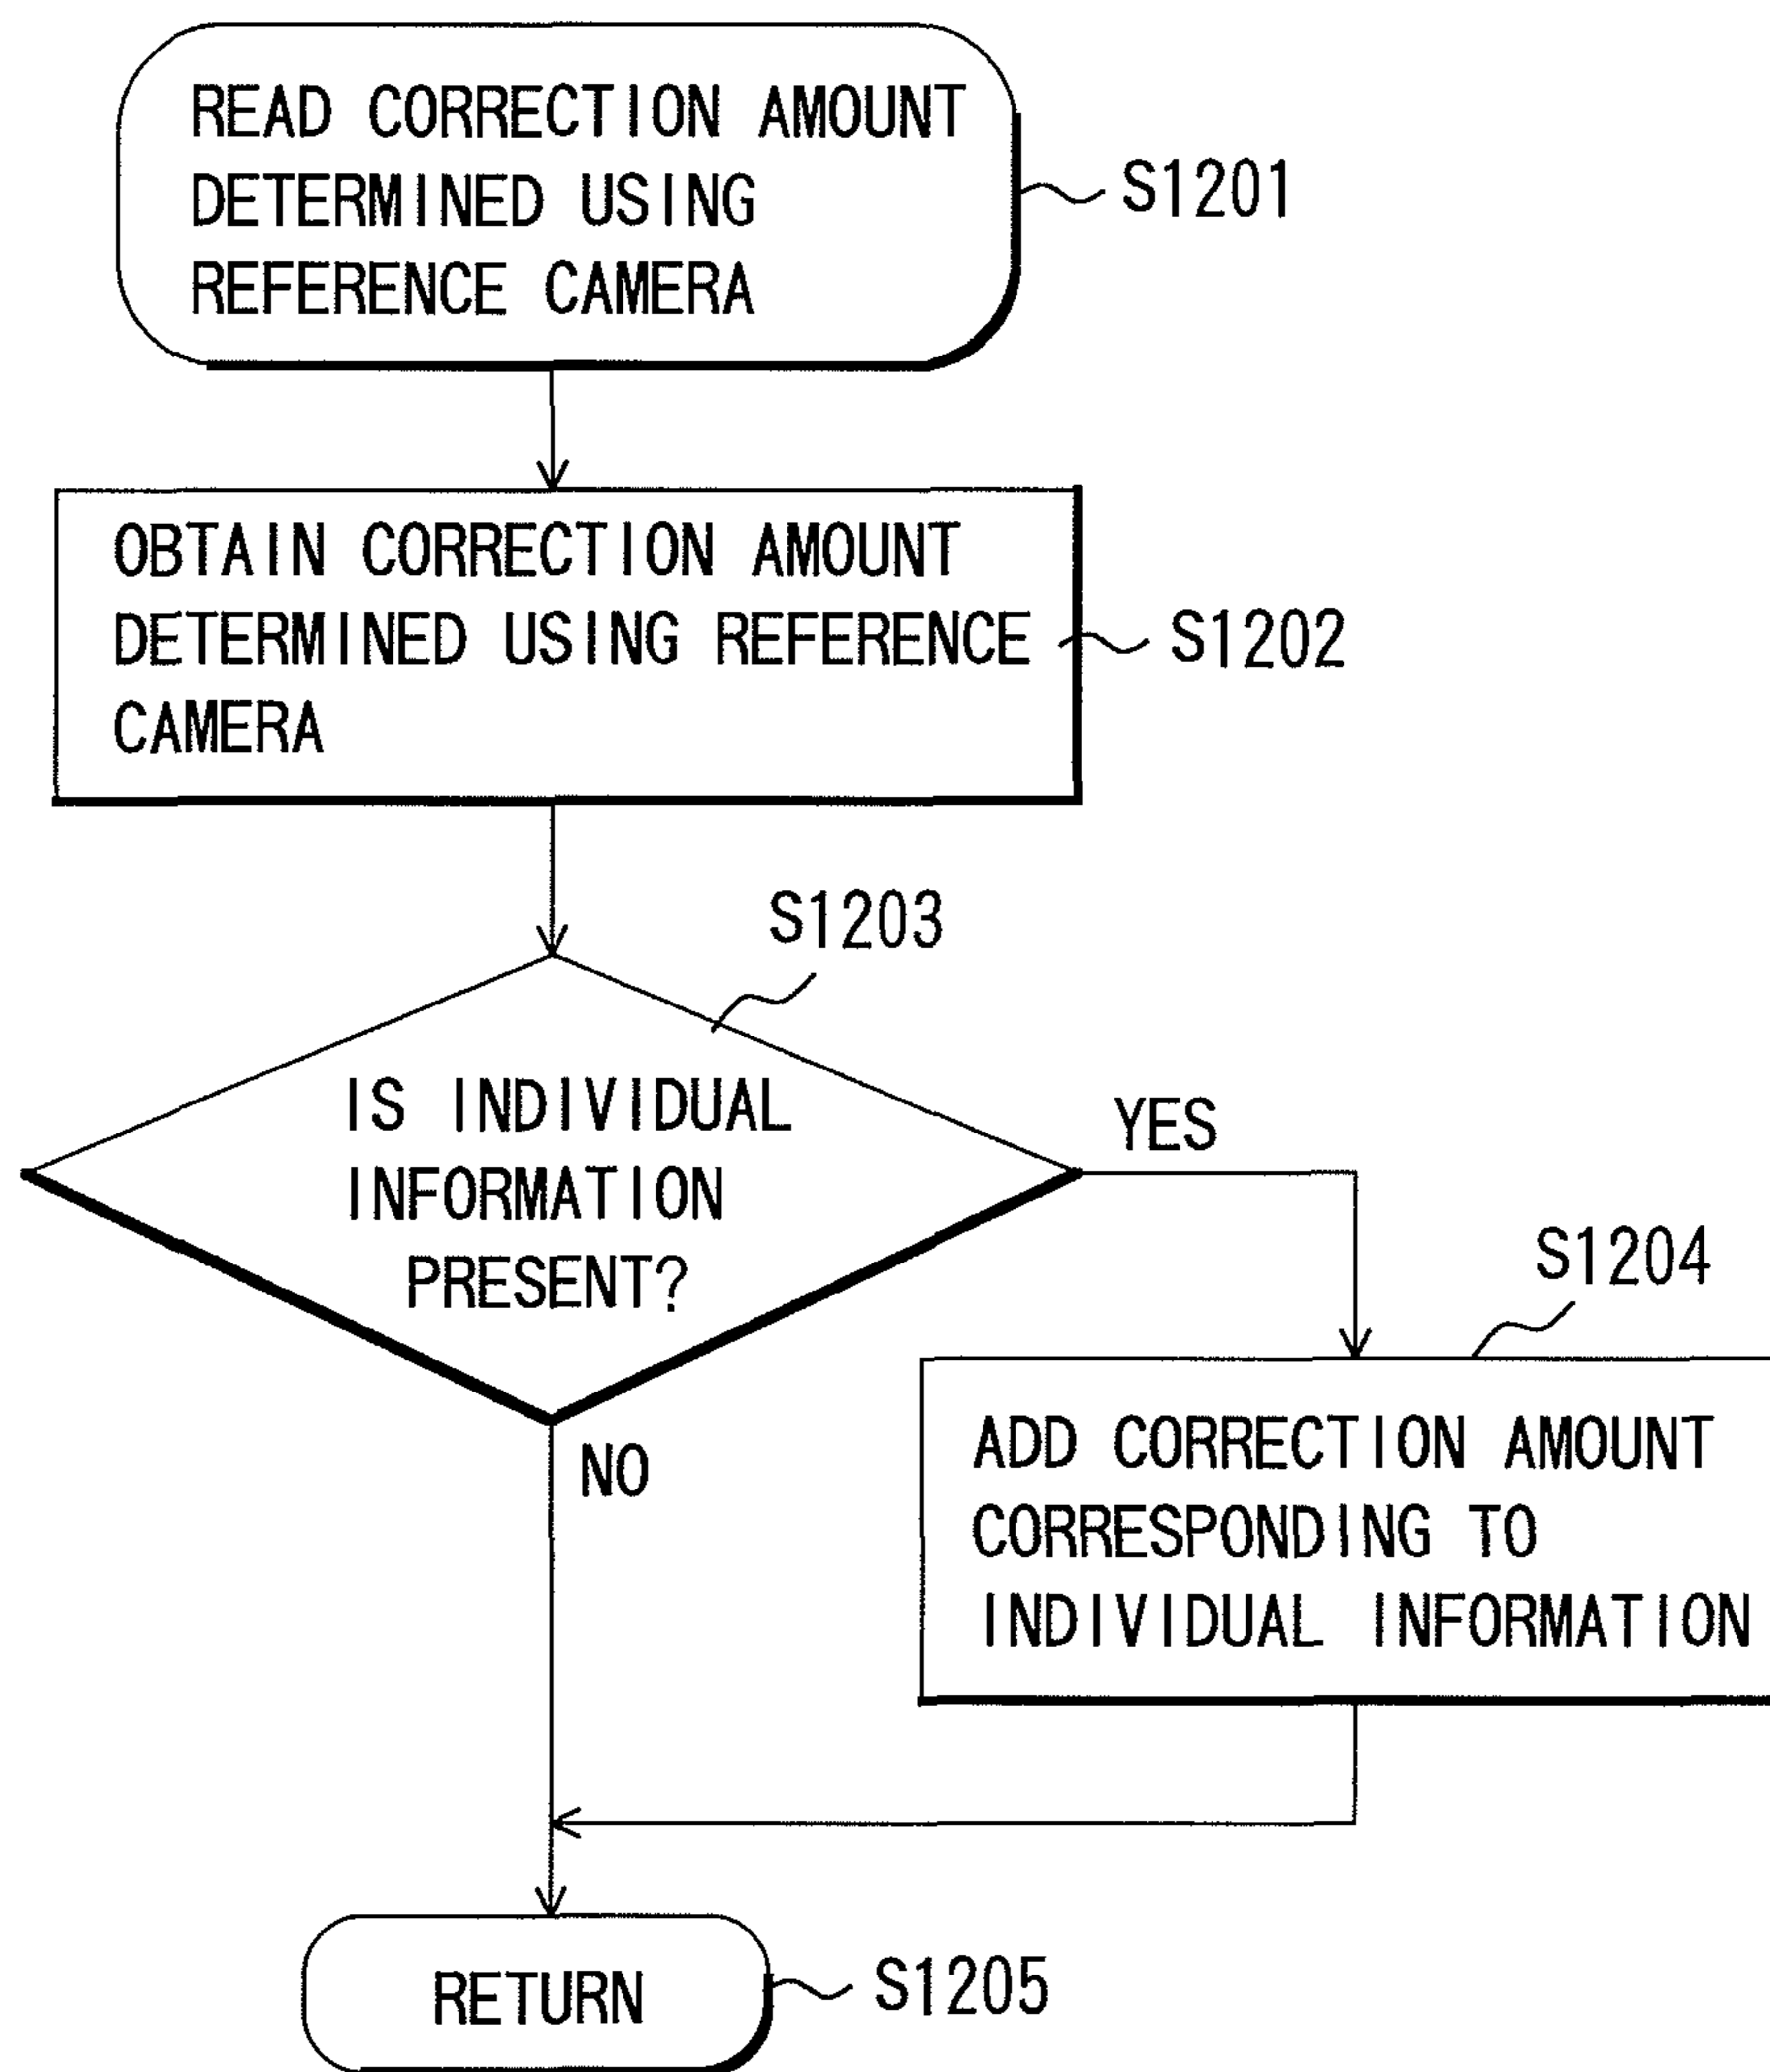 READ CORRECTION AMOUNT
DETERMINED USING
REFERENCE CAMERA
S1201
OBTAIN CORRECTION AMOUNT
DETERMINED USING REFERENCE
CAMERA
S1202
S1203
IS INDIVIDUAL
INFORMATION
PRESENT?
YES
NO
S1204
ADD CORRECTION AMOUNT
CORRESPONDING TO
INDIVIDUAL INFORMATION
RETURN
S1205